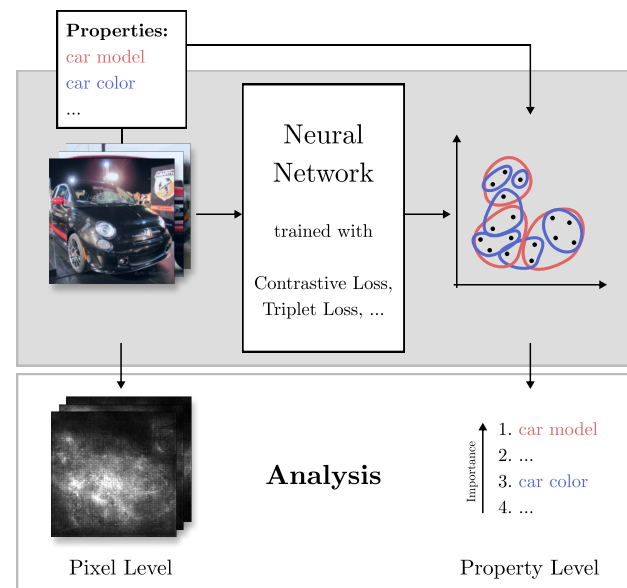 Properties:
car model
car color
...
Neural
Network
trained with
Contrastive Loss,
Triplet Loss, ...
Analysis
Importance
1. car model
2. ...
3. car color
4. ...
Pixel Level
Property Level